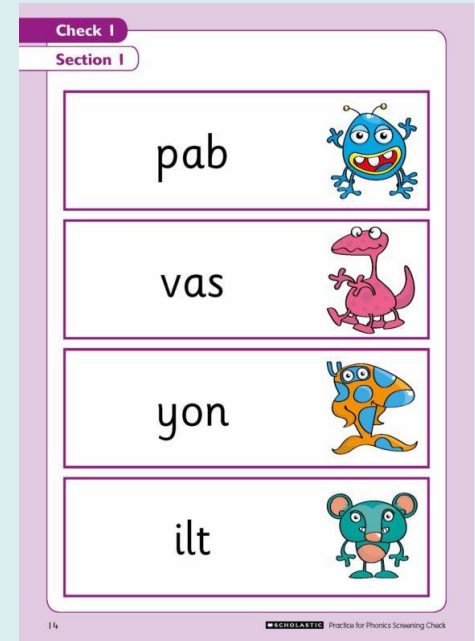 Check 1
Section 1
pab
vas
yon
ilt
14
SCHOLASTIC Practice for Phonics Screening Check